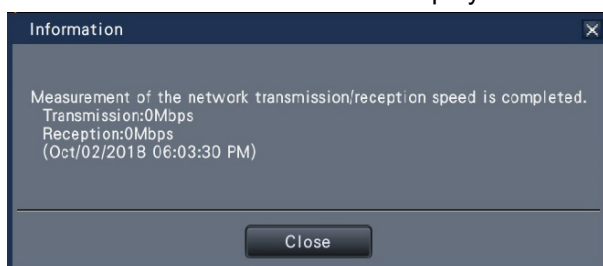 Information
Measurement of the network transmission/reception speed is completed.
Transmission:0Mbps
Reception:0Mbps
(Oct/02/2018 06:03:30 PM)
Close